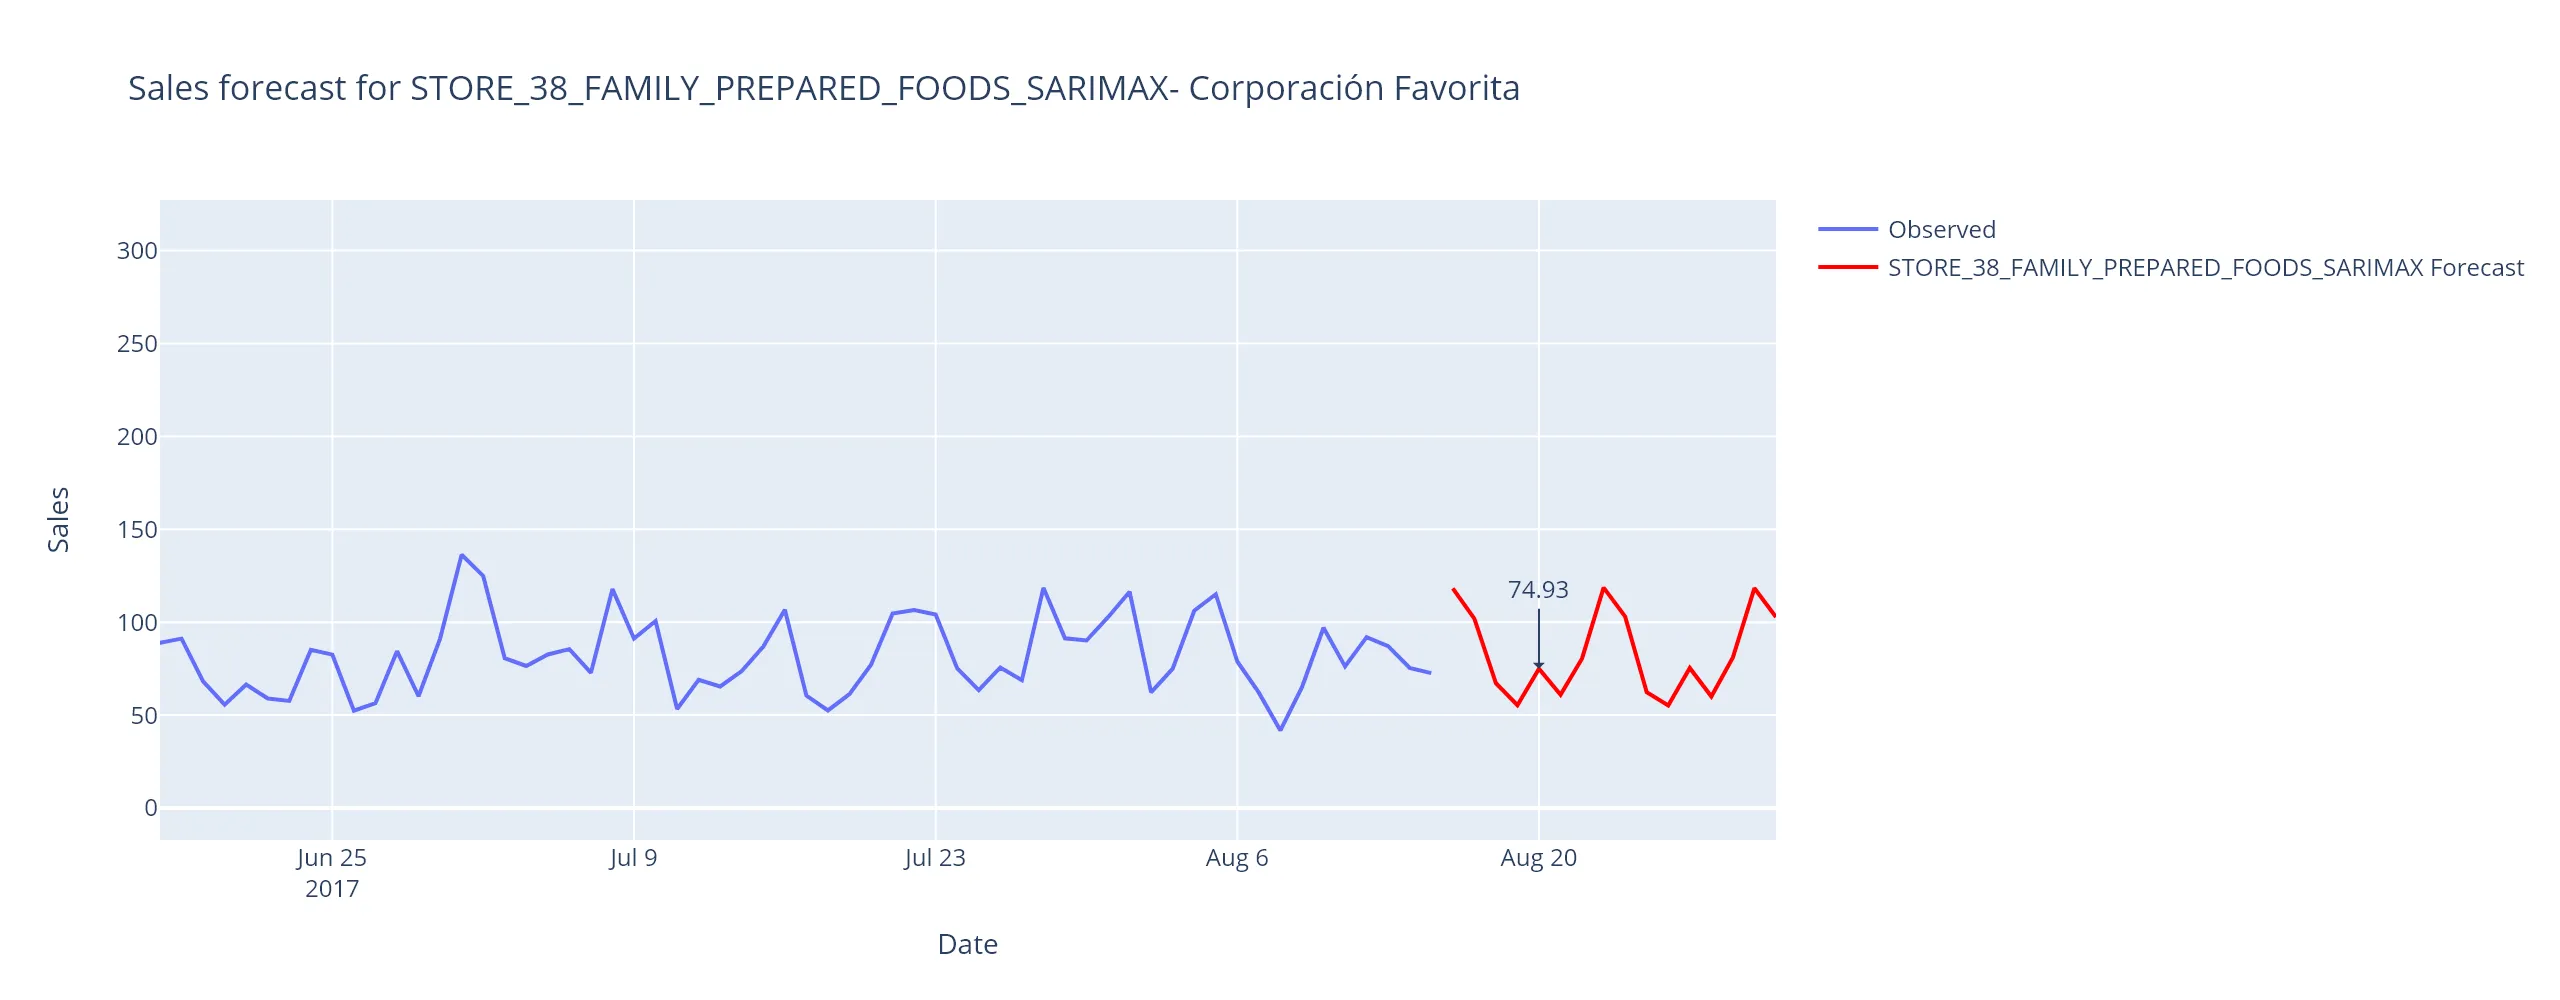 Sales forecast for STORE_38_FAMILY_PREPARED_FOODS_SARIMAX- Corporación Favorita
Observed
STORE_38_FAMILY_PREPARED_FOODS_SARIMAX Forecast
300
250
200
150
100
50
0
Sales
74.93
Jun 25
2017
Jul 9
Jul 23
Aug 6
Aug 20
Date